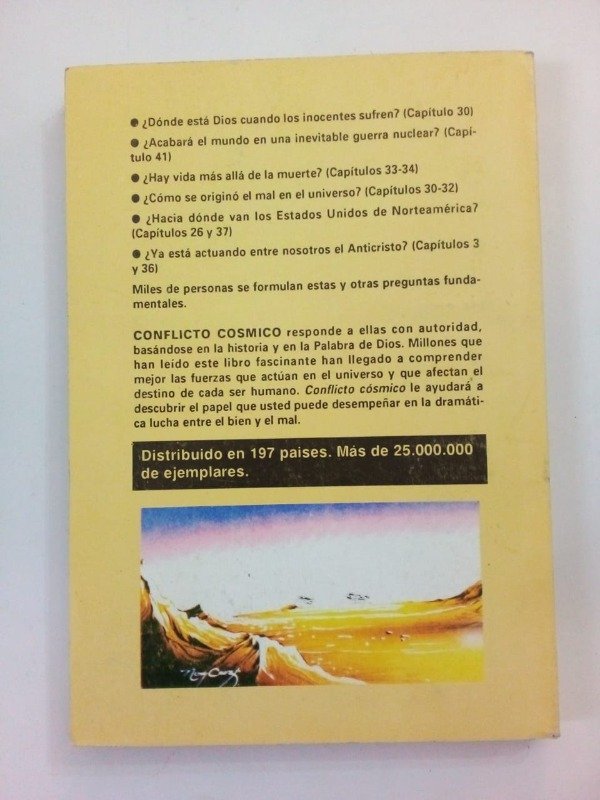 ● ¿Dónde está Dios cuando los inocentes sufren? (Capítulo 30)
● ¿Acabará el mundo en una inevitable guerra nuclear? (Capí-
tulo 41)
● ¿Hay vida más allá de la muerte? (Capítulos 33-34)
● ¿Cómo se originó el mal en el universo? (Capítulos 30-32)
● ¿Hacia dónde van los Estados Unidos de Norteamérica?
(Capítulos 26 y 37)
● ¿Ya está actuando entre nosotros el Anticristo? (Capítulos 3
y 36)
Miles de personas se formulan estas y otras preguntas funda-
mentales.
CONFLICTO COSMICO responde a ellas con autoridad,
basándose en la historia y en la Palabra de Dios. Millones que
han leído este libro fascinante han llegado a comprender
mejor las fuerzas que actúan en el universo y que afectan el
destino de cada ser humano. Conflicto cósmico le ayudará a
descubrir el papel que usted puede desempeñar en la dramáti-
ca lucha entre el bien y el mal.
Distribuido en 197 paises. Más de 25.000.000
de ejemplares.